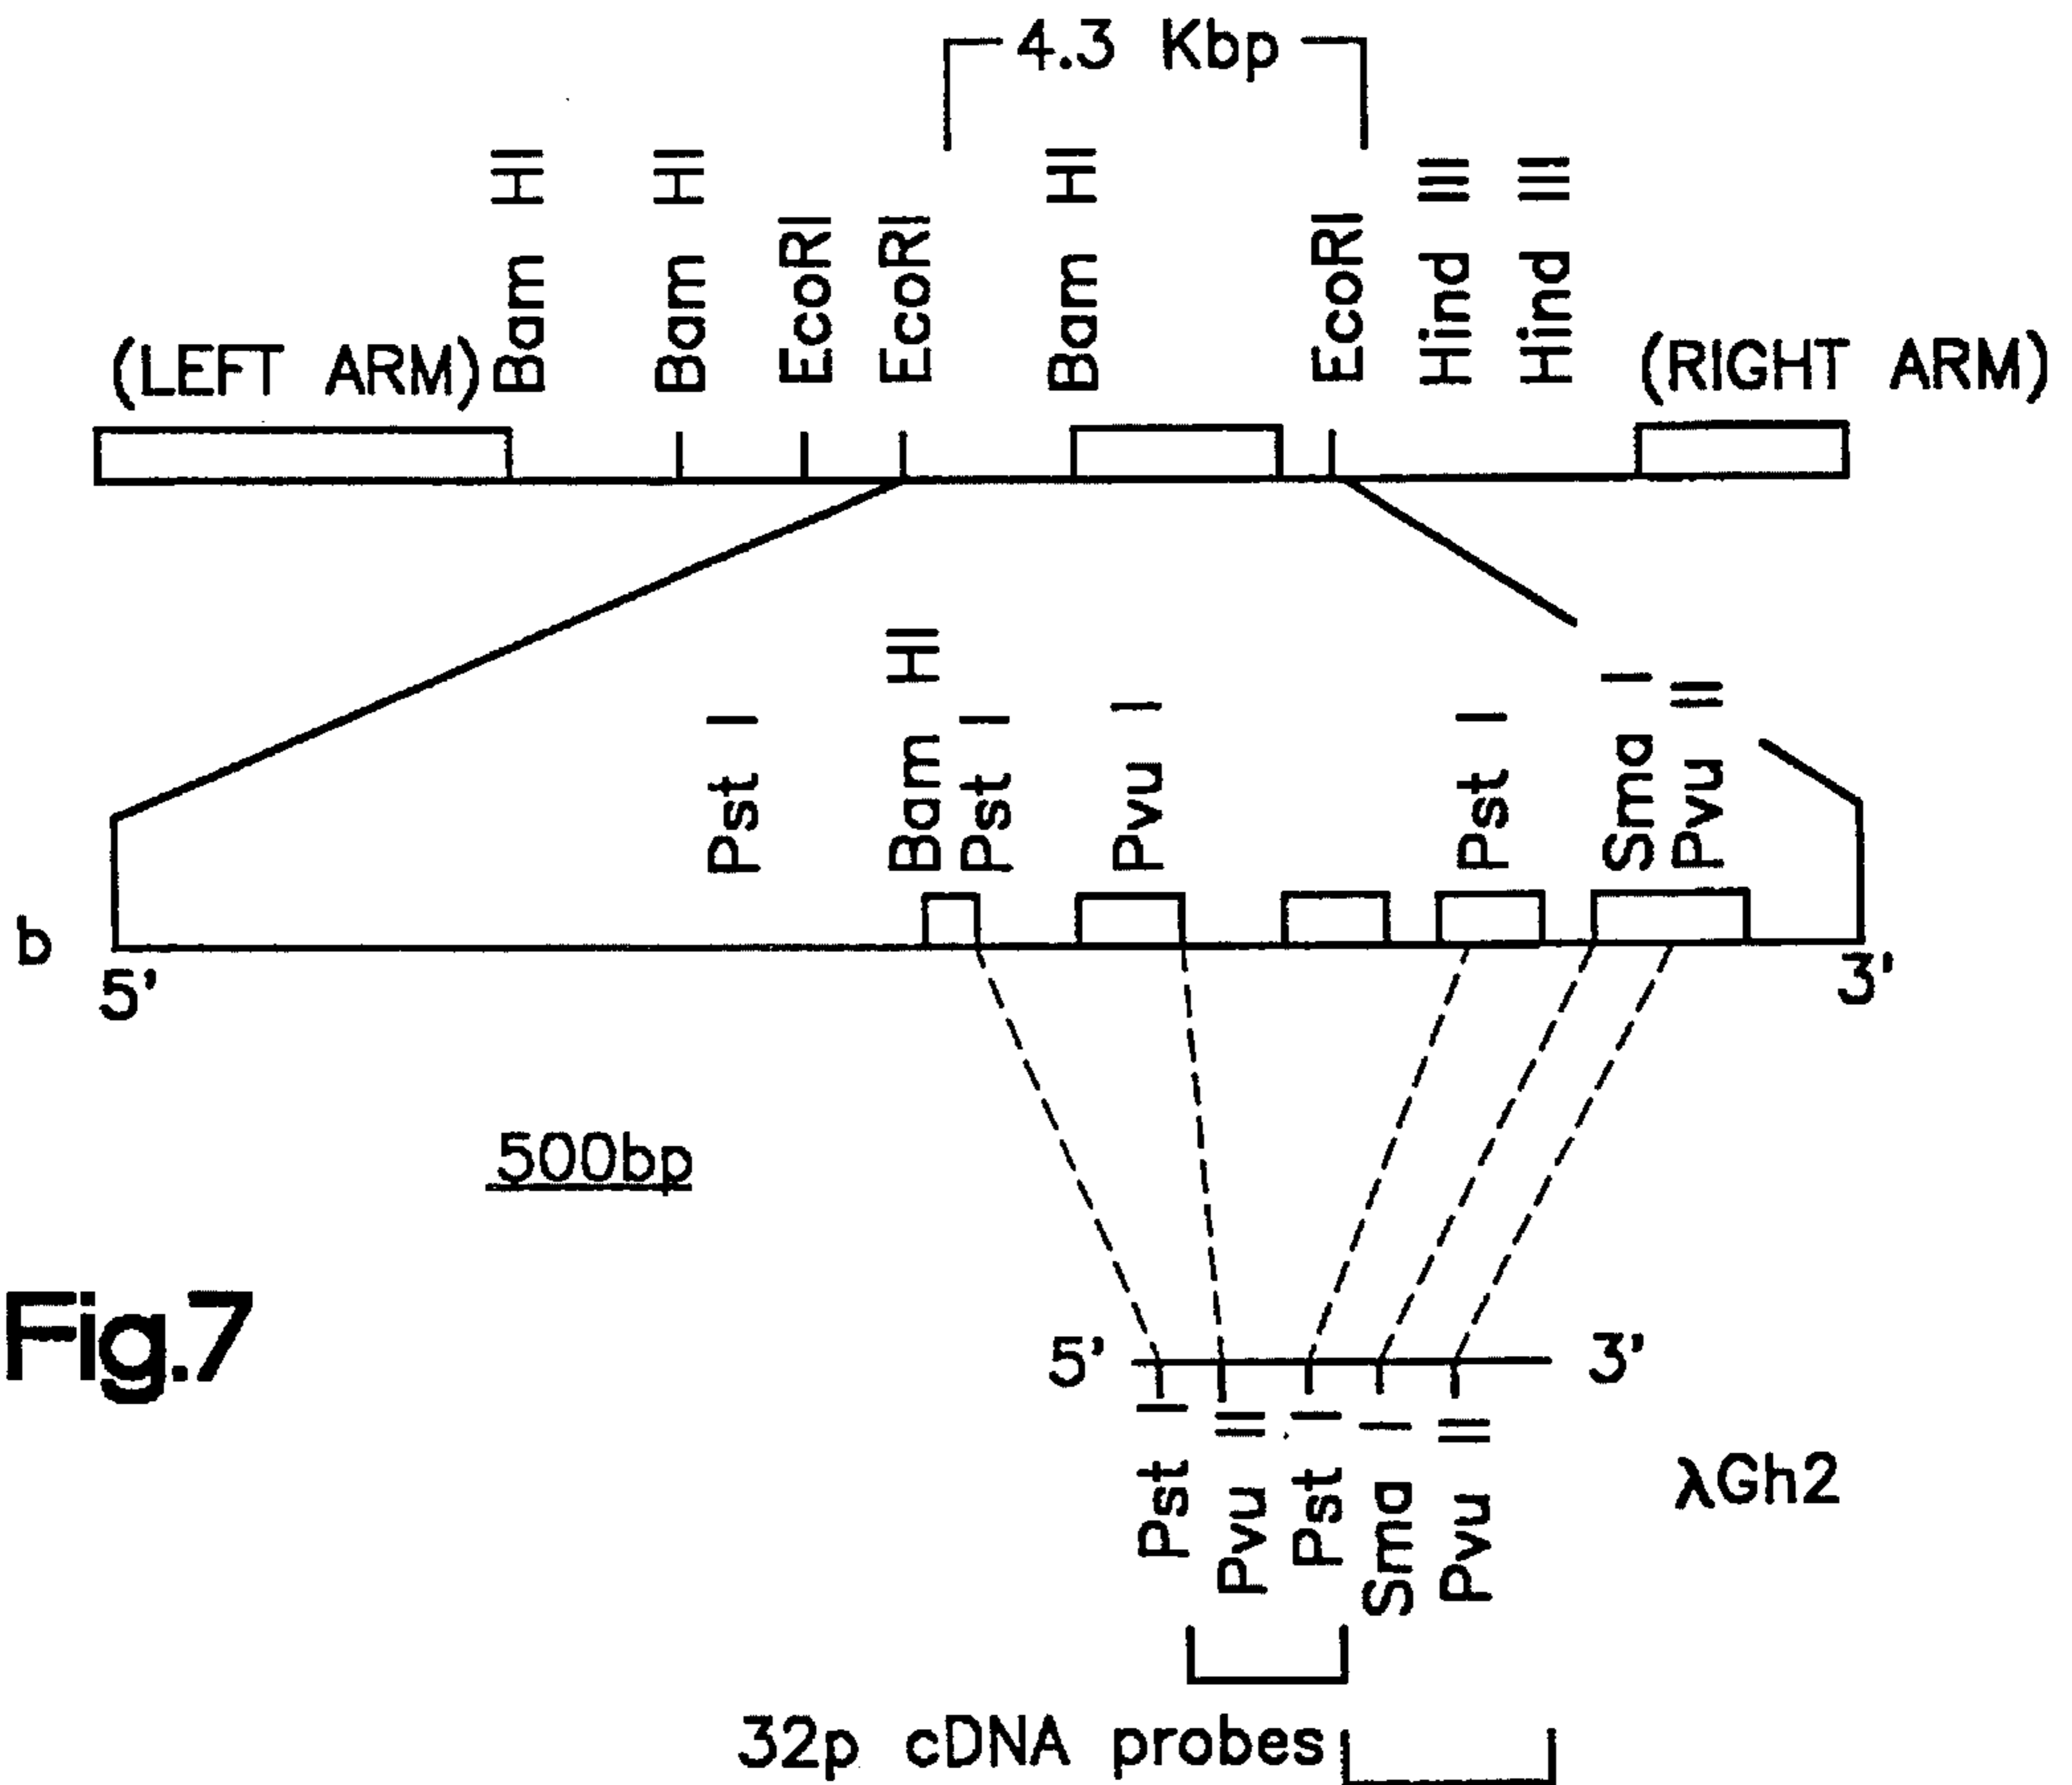 4.3 Kbp
(LEFT ARM)
Bam HI
Bam HI
EcoRI
EcoRI
Bam HI
EcoRI
Hind III
Hind III
(RIGHT ARM)
Pst I
Bam HI
Pst I
Pvu I
Pst I
Sma I
Pvu II
b
5'
3'
500bp
Fig.7
5'
3'
Pst I
Pvu II
Pst I
Sma I
Pvu II
λGh2
32p cDNA probes